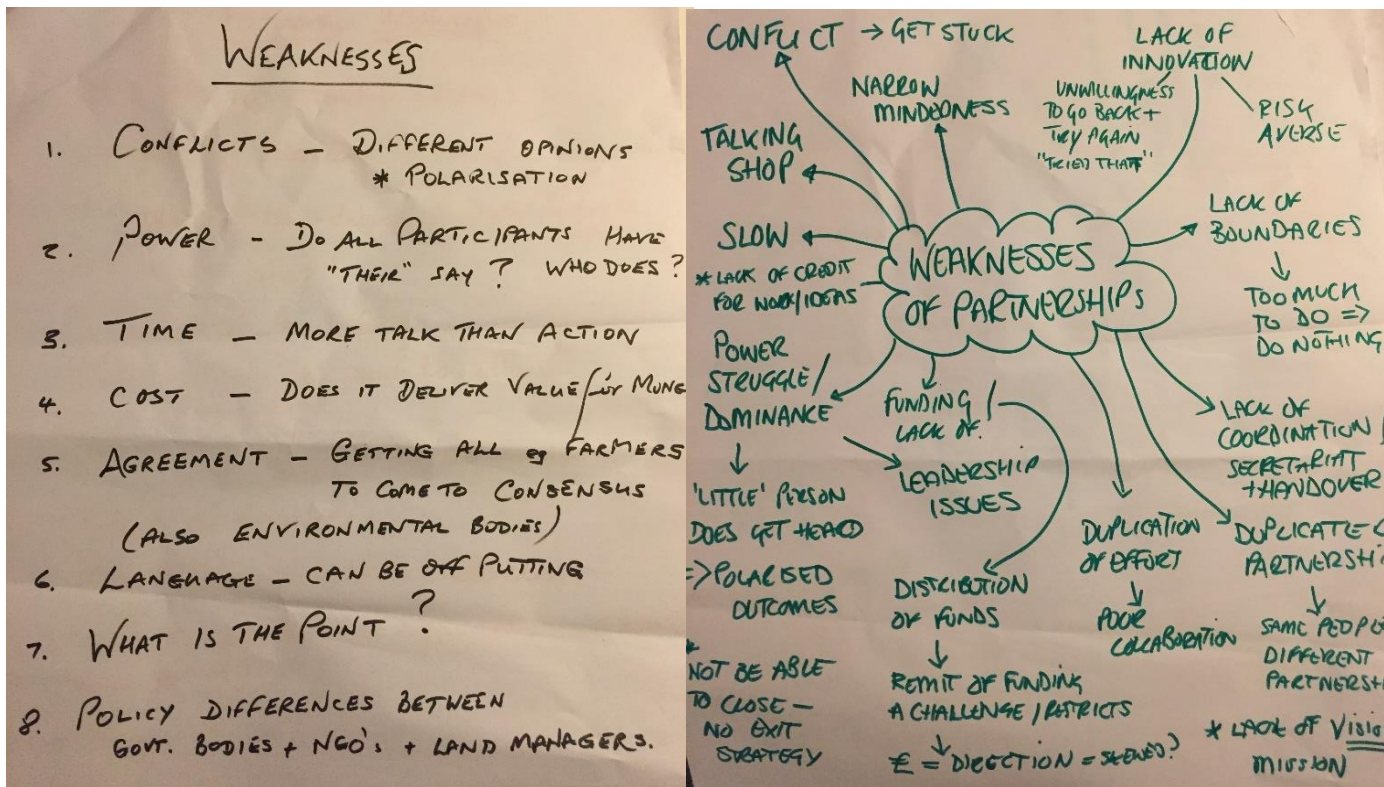 WEAKNESSES
1. CONFLICTS - DIFFERENT OPINIONS
* POLARISATION
2. POWER - DO ALL PARTICIPANTS HAVE
"THEIR" SAY ? WHO DOES ?
3. TIME - MORE TALK THAN ACTION
4. COST - DOES IT DELIVER VALUE for MONE
5. AGREEMENT - GETTING ALL eg FARMERS
TO COME TO CONSENSUS
(ALSO ENVIRONMENTAL BODIES)
6. LANGUAGE - CAN BE OFF PUTTING
7. WHAT IS THE POINT ?
8. POLICY DIFFERENCES BETWEEN
GOVT. BODIES + NGO'S + LAND MANAGERS.
WEAKNESSES
OF PARTNERSHIPS
CONFLICT → GET STUCK
NARROW
MINDEDNESS
LACK OF
INNOVATION
UNWILLINGNESS
TO GO BACK +
TRY AGAIN
"TRIED THAT"
RISK
AVERSE
TALKING
SHOP
SLOW
* LACK OF CREDIT
FOR WORK/IDEAS
LACK OF
BOUNDARIES
TOO MUCH
TO DO =>
DO NOTHING
POWER
STRUGGLE/
DOMINANCE
'LITTLE' PERSON
DOES GET HEARD
=> POLARISED
OUTCOMES
LEADERSHIP
ISSUES
FUNDING /
LACK OF.
DISTRIBUTION
OF FUNDS
REMIT OF FUNDING
A CHALLENGE / RESTRICTS
£ = DIRECTION = SKEWED?
DUPLICATION
OF EFFORT
POOR
COLLABORATION
LACK OF
COORDINATION /
SECRETARIAT
+ HANDOVER
DUPLICATE
PARTNERSHI
SAME PEOPL
DIFFERENT
PARTNERSH
*
NOT BE ABLE
TO CLOSE -
NO EXIT
STRATEGY
* LACK OF Visio
MISSION